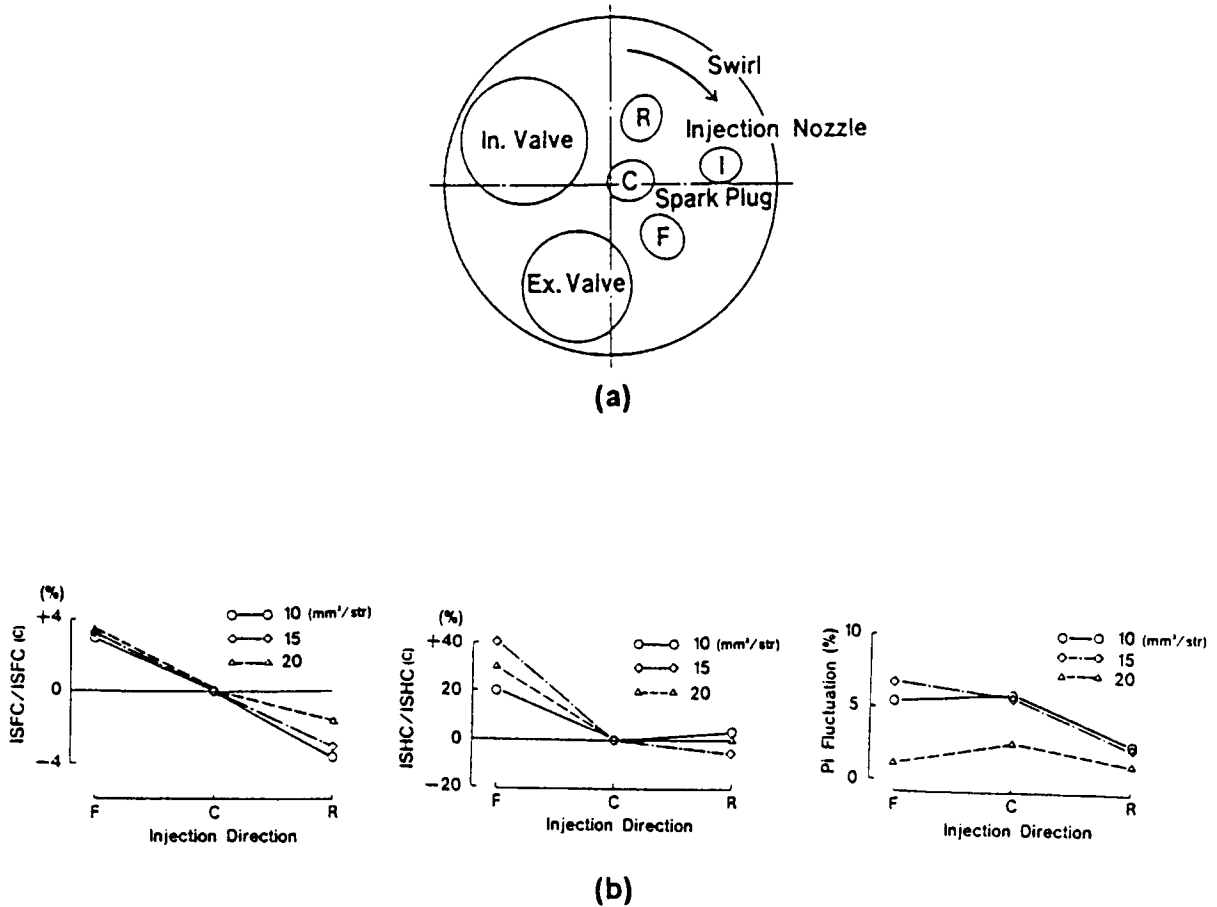 Swirl
R
Injection Nozzle
In. Valve
I
C
Spark Plug
F
Ex. Valve
(a)
(%)
+4
0
−4
ISFC/ISFC (C)
10 (mm³/str)
15
20
F C R
Injection Direction
(%)
+40
20
0
−20
ISHC/ISHC (C)
10 (mm³/str)
15
20
F C R
Injection Direction
10
5
0
Pi Fluctuation (%)
10 (mm³/str)
15
20
F C R
Injection Direction
(b)